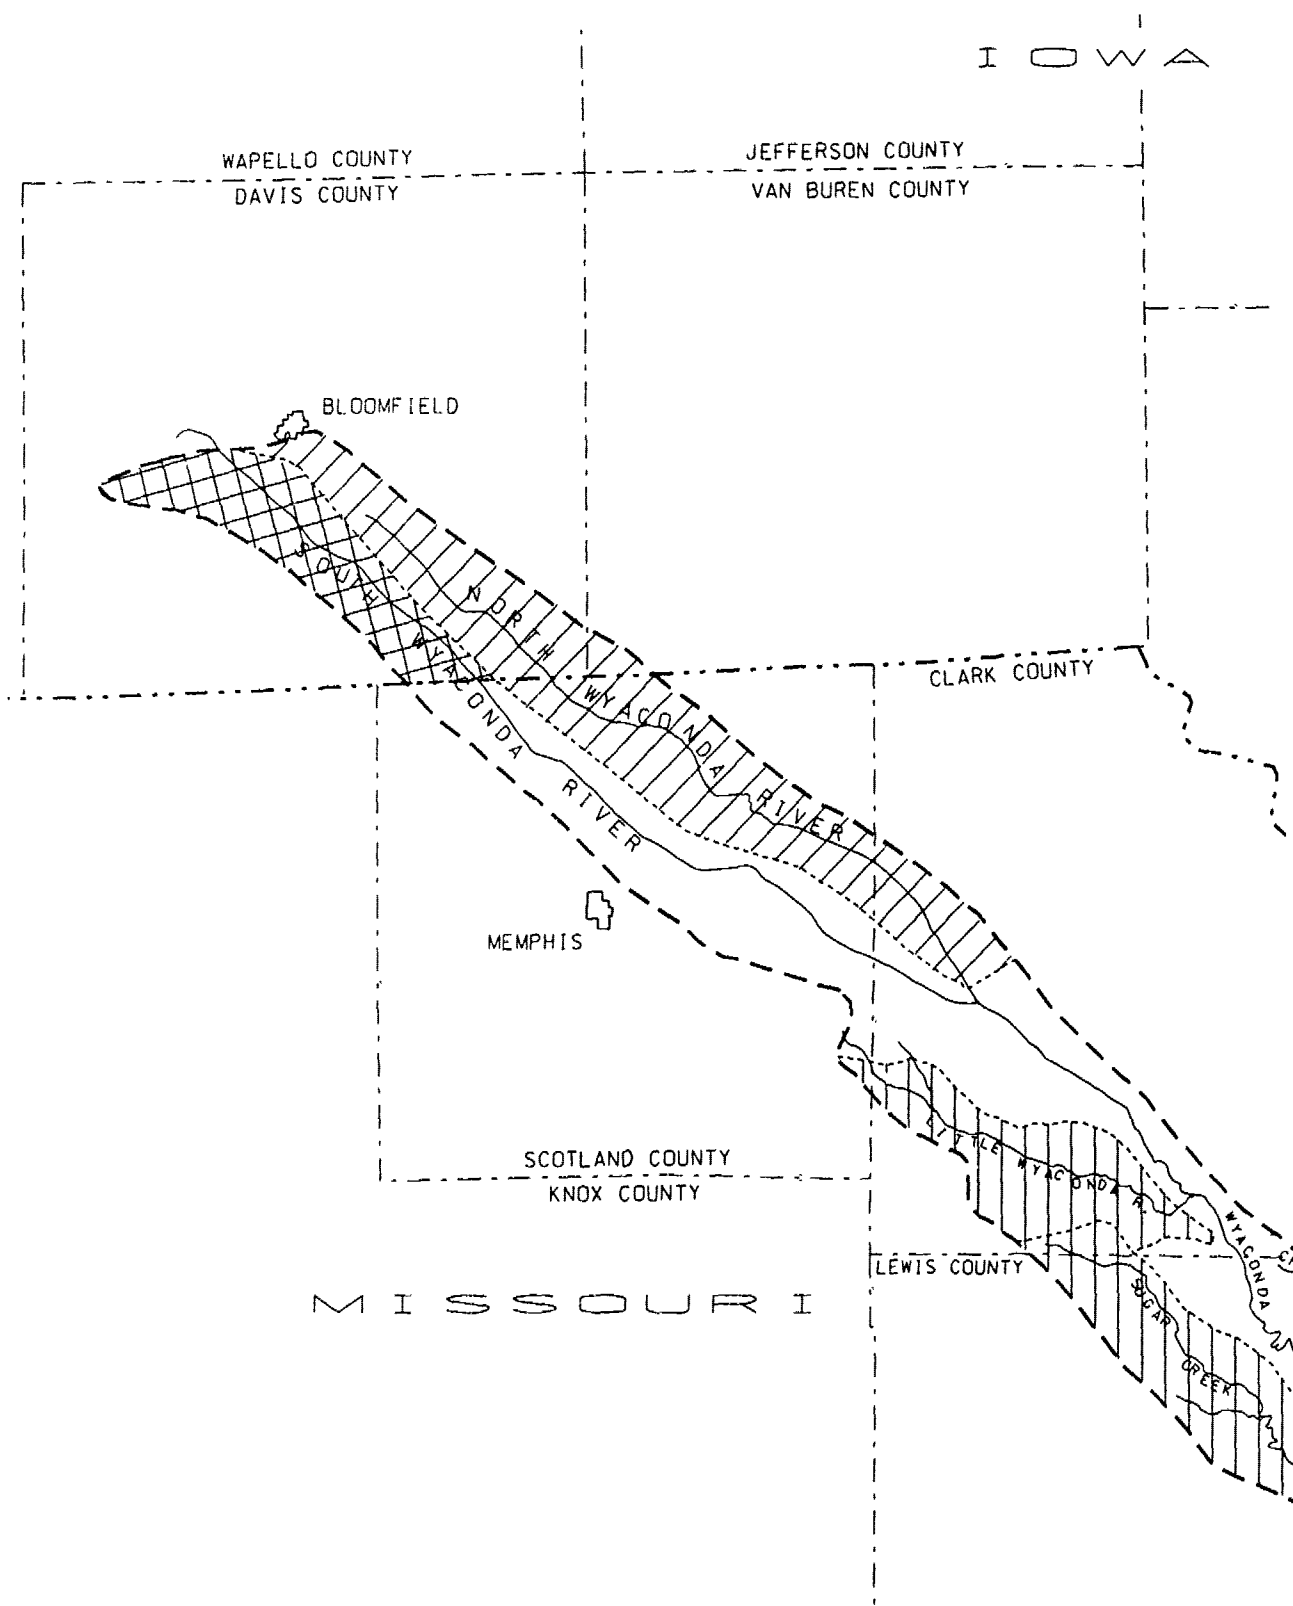 IOWA
WAPELLO COUNTY
JEFFERSON COUNTY
DAVIS COUNTY
VAN BUREN COUNTY
BLOOMFIELD
SOUTH WYACONDA RIVER
NORTH WYACONDA RIVER
CLARK COUNTY
MEMPHIS
LITTLE WYACONDA R.
SCOTLAND COUNTY
KNOX COUNTY
WYACONDA
LEWIS COUNTY
MISSOURI
SUGAR CREEK